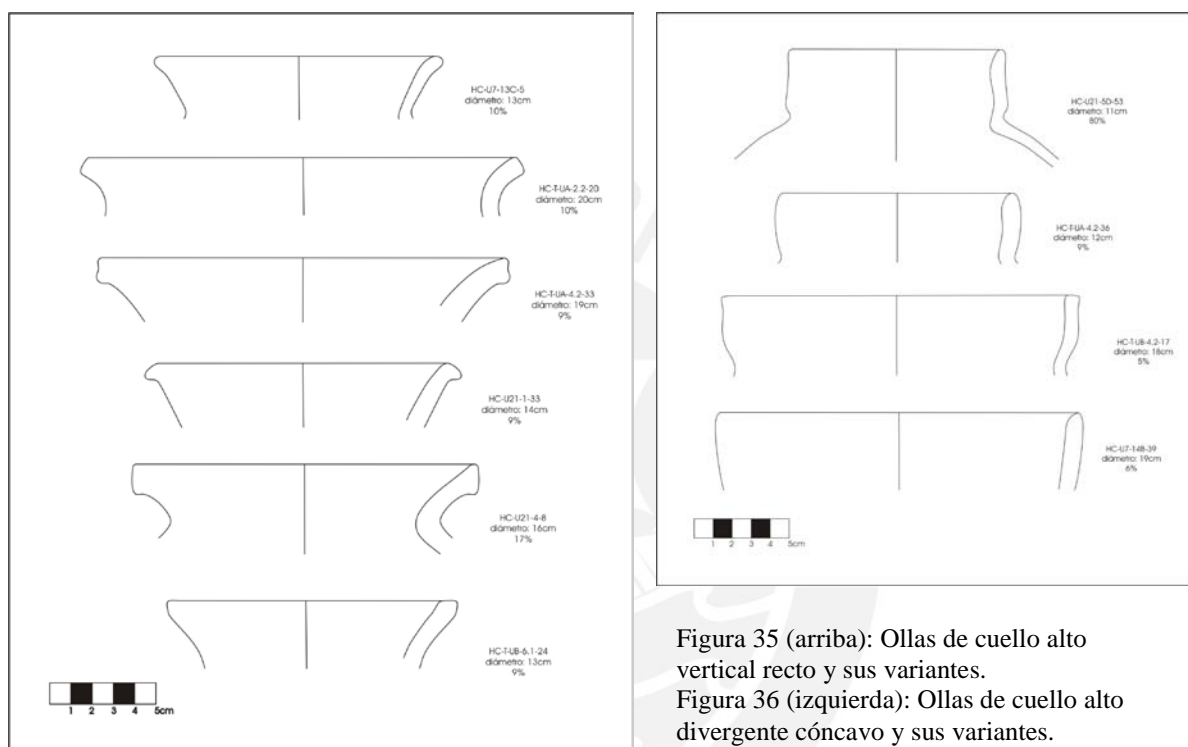 HC-U7-13C-5
diámetro: 13cm
10%
HC-T-UA-2.2-20
diámetro: 20cm
10%
HC-T-UA-4.2-33
diámetro: 19cm
9%
HC-U21-1-33
diámetro: 14cm
9%
HC-U21-4-8
diámetro: 16cm
17%
HC-T-UB-6.1-24
diámetro: 13cm
9%
1 2 3 4 5cm
HC-U21-5D-53
diámetro: 11cm
80%
HC-T-UA-4.2-36
diámetro: 12cm
9%
HC-T-UB-4.2-17
diámetro: 18cm
5%
HC-U7-14B-39
diámetro: 19cm
6%
1 2 3 4 5cm
Figura 35 (arriba): Ollas de cuello alto
vertical recto y sus variantes.
Figura 36 (izquierda): Ollas de cuello alto
divergente cóncavo y sus variantes.